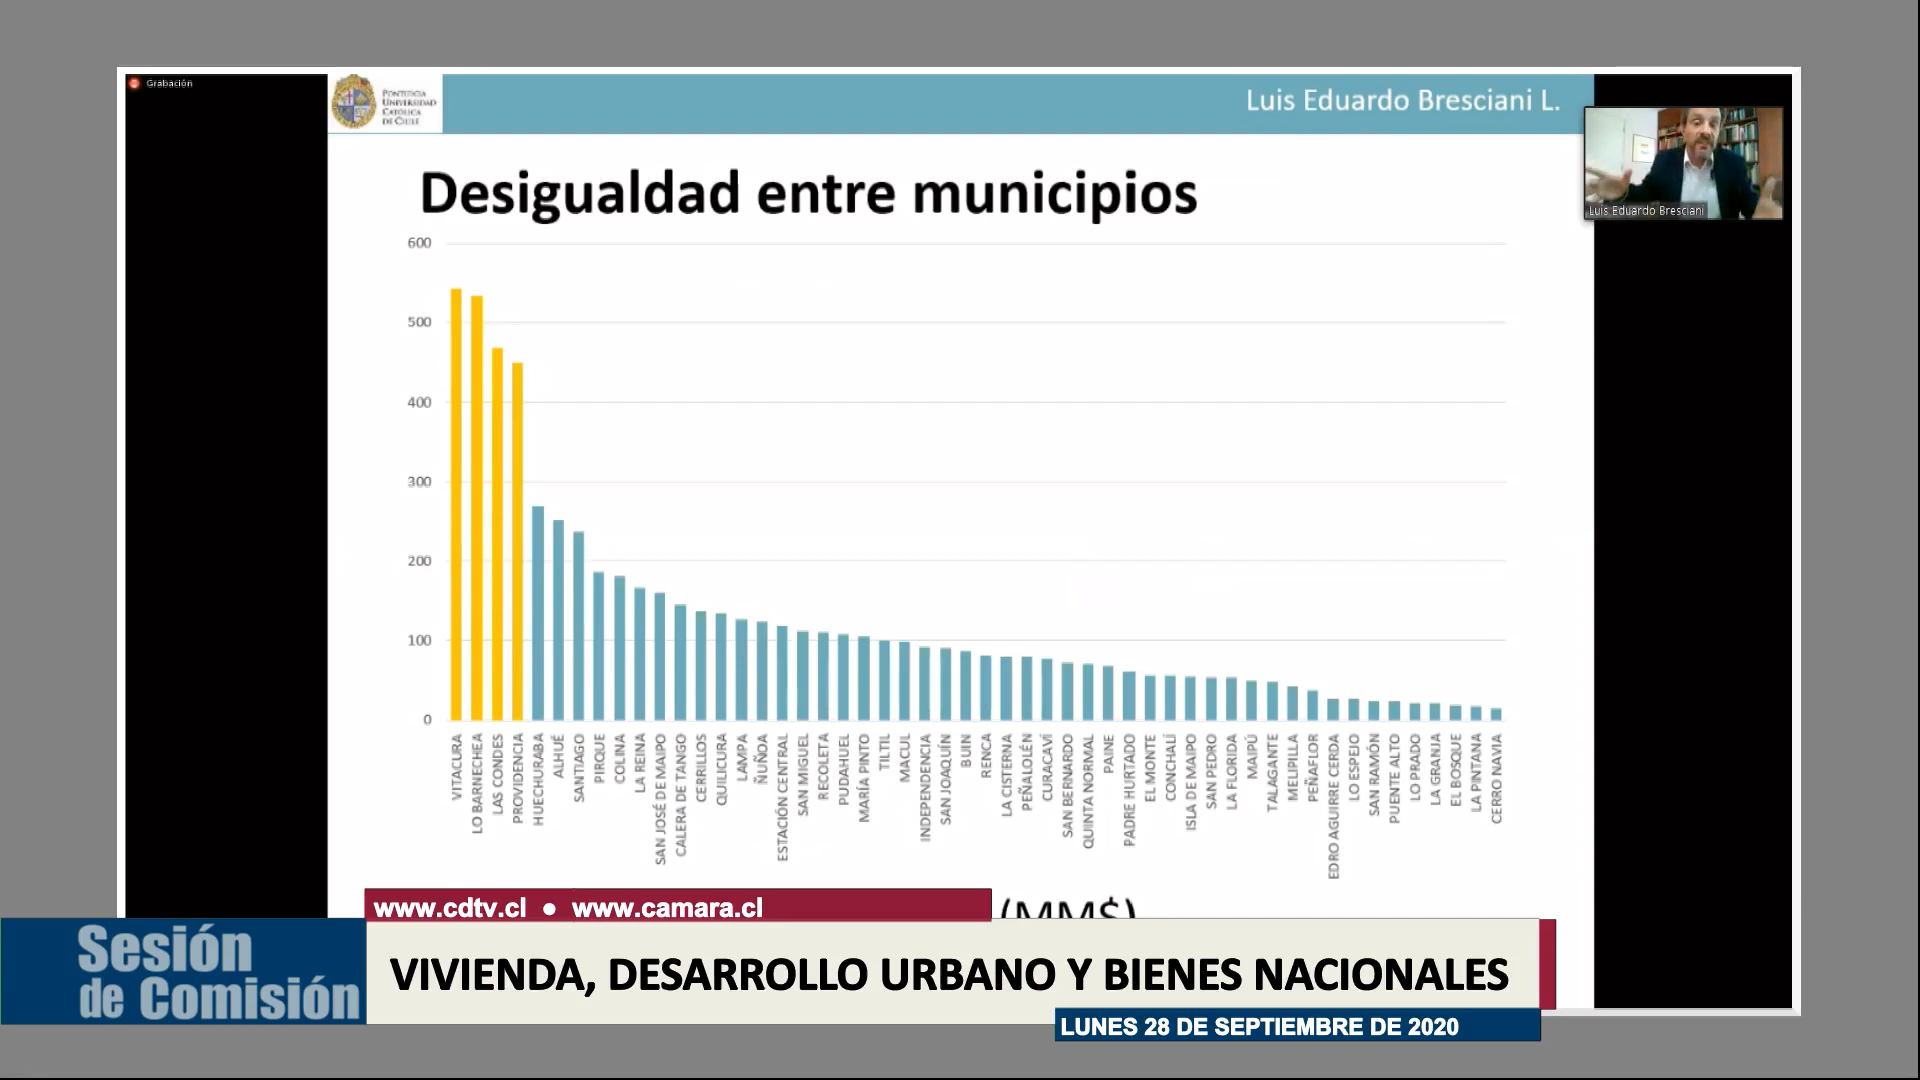 Grabación
PONTIFICIA
UNIVERSIDAD
CATÓLICA
DE CHILE
Luis Eduardo Bresciani L.
Luis Eduardo Bresciani
Desigualdad entre municipios
600
500
400
300
200
100
0
VITACURA
LO BARNECHEA
LAS CONDES
PROVIDENCIA
HUECHURABA
ALHUÉ
SANTIAGO
PIRQUE
COLINA
LA REINA
SAN JOSÉ DE MAIPO
CALERA DE TANGO
CERRILLOS
QUILICURA
LAMPA
ÑUÑOA
ESTACIÓN CENTRAL
SAN MIGUEL
RECOLETA
PUDAHUEL
MARÍA PINTO
TILTIL
MACUL
INDEPENDENCIA
SAN JOAQUÍN
BUIN
RENCA
LA CISTERNA
PEÑALOLÉN
CURACAVÍ
SAN BERNARDO
QUINTA NORMAL
PAINE
PADRE HURTADO
EL MONTE
CONCHALÍ
ISLA DE MAIPO
SAN PEDRO
LA FLORIDA
MAIPÚ
TALAGANTE
MELIPILLA
PEÑAFLOR
EDRO AGUIRRE CERDA
LO ESPEJO
SAN RAMÓN
PUENTE ALTO
LO PRADO
LA GRANJA
EL BOSQUE
LA PINTANA
CERRO NAVIA
(MM$)
www.cdtv.cl ● www.camara.cl
Sesión
de Comisión
VIVIENDA, DESARROLLO URBANO Y BIENES NACIONALES
LUNES 28 DE SEPTIEMBRE DE 2020